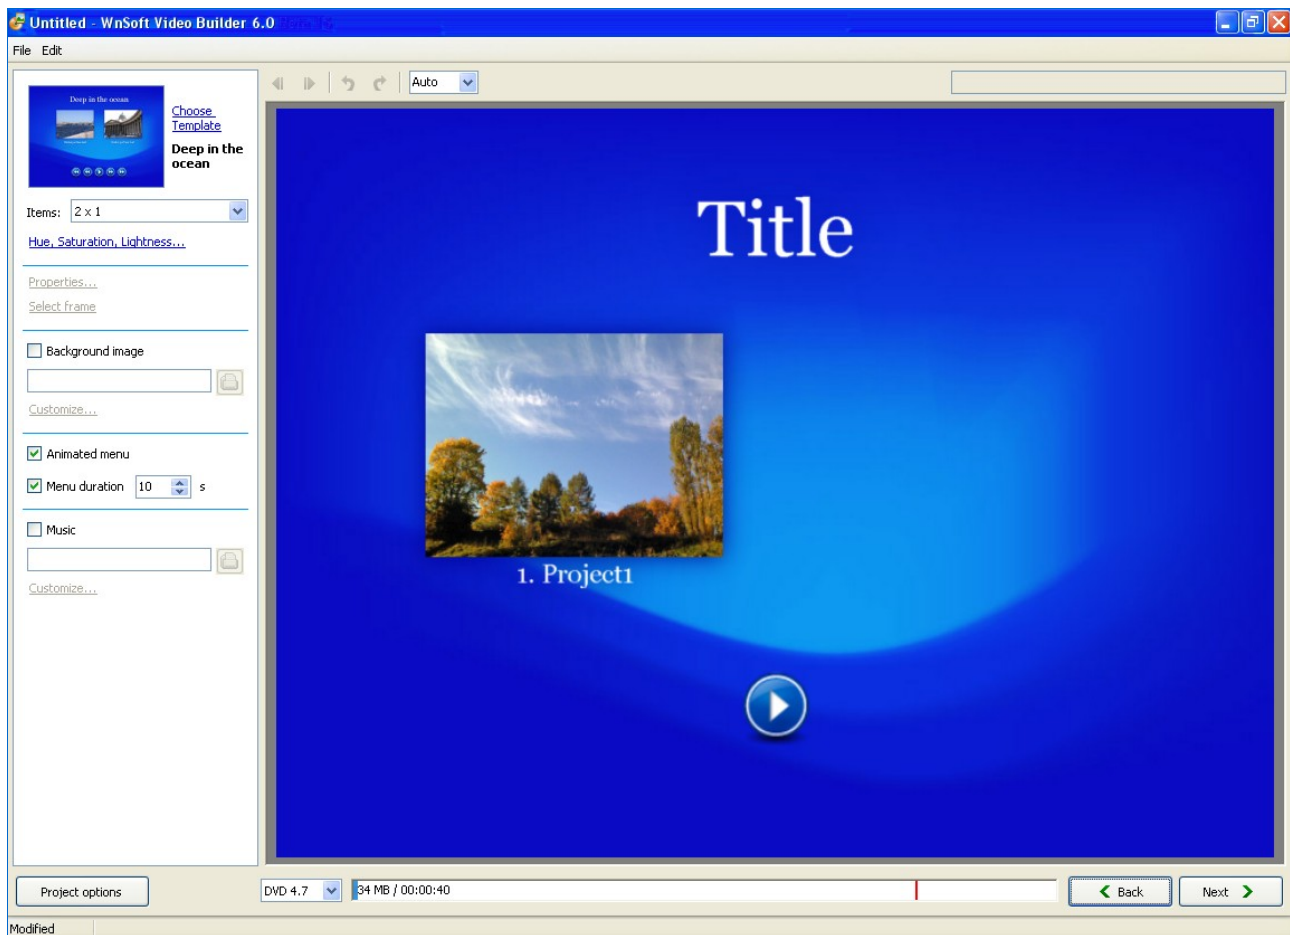 Untitled - WnSoft Video Builder 6.0
File Edit
Deep in the ocean
Choose
Template
Deep in the
ocean
Items: 2 x 1
Hue, Saturation, Lightness...
Properties...
Select frame
Background image
Customize...
Animated menu
Menu duration 10 s
Music
Customize...
Auto
Title
1. Project1
Project options
DVD 4.7
34 MB / 00:00:40
Back
Next
Modified